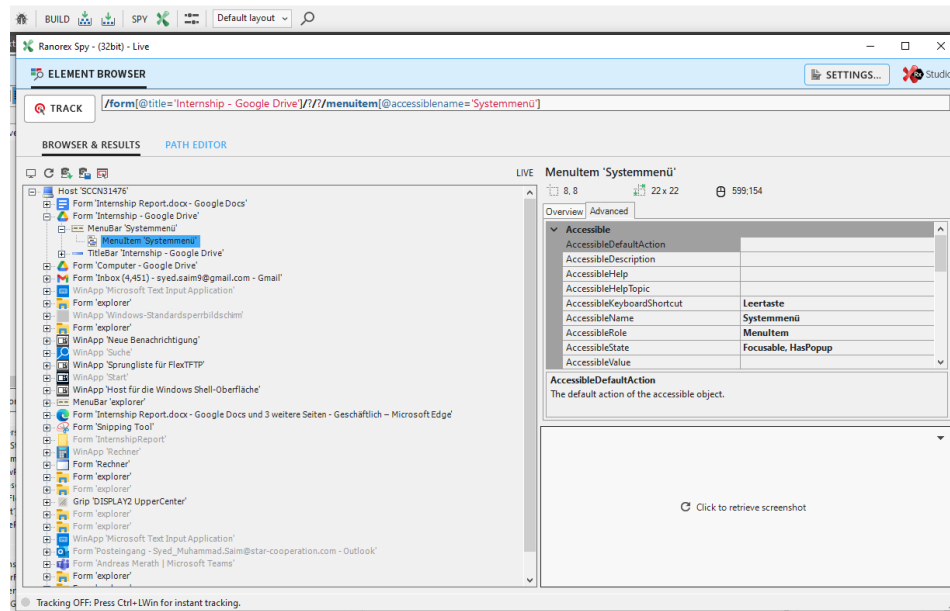 BUILD SPY Default layout
Ranorex Spy - (32bit) - Live
ELEMENT BROWSER
SETTINGS...
Rx Studio
TRACK
/form[@title='Internship - Google Drive']/?/?/menuitem[@accessiblename='Systemmenü']
BROWSER & RESULTS
PATH EDITOR
LIVE
Host 'SCCN31476'
Form 'Internship Report.docx - Google Docs'
Form 'Internship - Google Drive'
MenuBar 'Systemmenü'
MenuItem 'Systemmenü'
TitleBar 'Internship - Google Drive'
Form 'Computer - Google Drive'
Form 'Inbox (4,451) - syed.saim9@gmail.com - Gmail'
WinApp 'Microsoft Text Input Application'
Form 'explorer'
WinApp 'Windows-Standardsperrbildschim'
Form 'explorer'
WinApp 'Neue Benachrichtigung'
WinApp 'Suche'
WinApp 'Sprungliste für FlexTFTP'
WinApp 'Start'
WinApp 'Host für die Windows Shell-Oberfläche'
MenuBar 'explorer'
Form 'Internship Report.docx - Google Docs und 3 weitere Seiten - Geschäftlich – Microsoft Edge'
Form 'Snipping Tool'
Form 'InternshipReport'
WinApp 'Rechner'
Form 'Rechner'
Form 'explorer'
Form 'explorer'
Grip 'DISPLAY2 UpperCenter'
Form 'explorer'
Form 'explorer'
WinApp 'Microsoft Text Input Application'
Form 'Posteingang - Syed_Muhammad.Saim@star-cooperation.com - Outlook'
Form 'Andreas Merath | Microsoft Teams'
Form 'explorer'
MenuItem 'Systemmenü'
8, 8 22 x 22 599;154
Overview Advanced
Accessible
AccessibleDefaultAction
AccessibleDescription
AccessibleHelp
AccessibleHelpTopic
AccessibleKeyboardShortcut Leertaste
AccessibleName Systemmenü
AccessibleRole MenuItem
AccessibleState Focusable, HasPopup
AccessibleValue
AccessibleDefaultAction
The default action of the accessible object.
Click to retrieve screenshot
Tracking OFF: Press Ctrl+LWin for instant tracking.